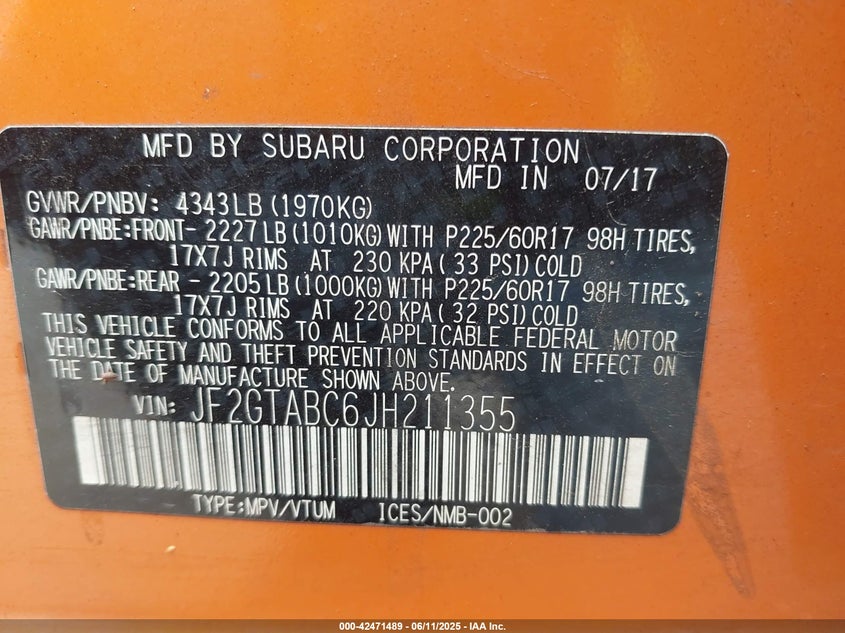 MFD BY SUBARU CORPORATION
MFD IN 07/17
GVWR/PNBV: 4343LB (1970KG)
GAWR/PNBE:FRONT- 2227LB (1010KG) WITH P225/60R17 98H TIRES,
17X7J RIMS AT 230 KPA ( 33 PSI) COLD
GAWR/PNBE:REAR - 2205LB (1000KG) WITH P225/60R17 98H TIRES,
17X7J RIMS AT 220 KPA ( 32 PSI) COLD
THIS VEHICLE CONFORMS TO ALL APPLICABLE FEDERAL MOTOR
VEHICLE SAFETY AND THEFT PREVENTION STANDARDS IN EFFECT ON
THE DATE OF MANUFACTURE SHOWN ABOVE.
VIN: JF2GTABC6JH211355
TYPE:MPV/VTUM ICES/NMB-002
000-42471489 - 06/11/2025 - IAA Inc.